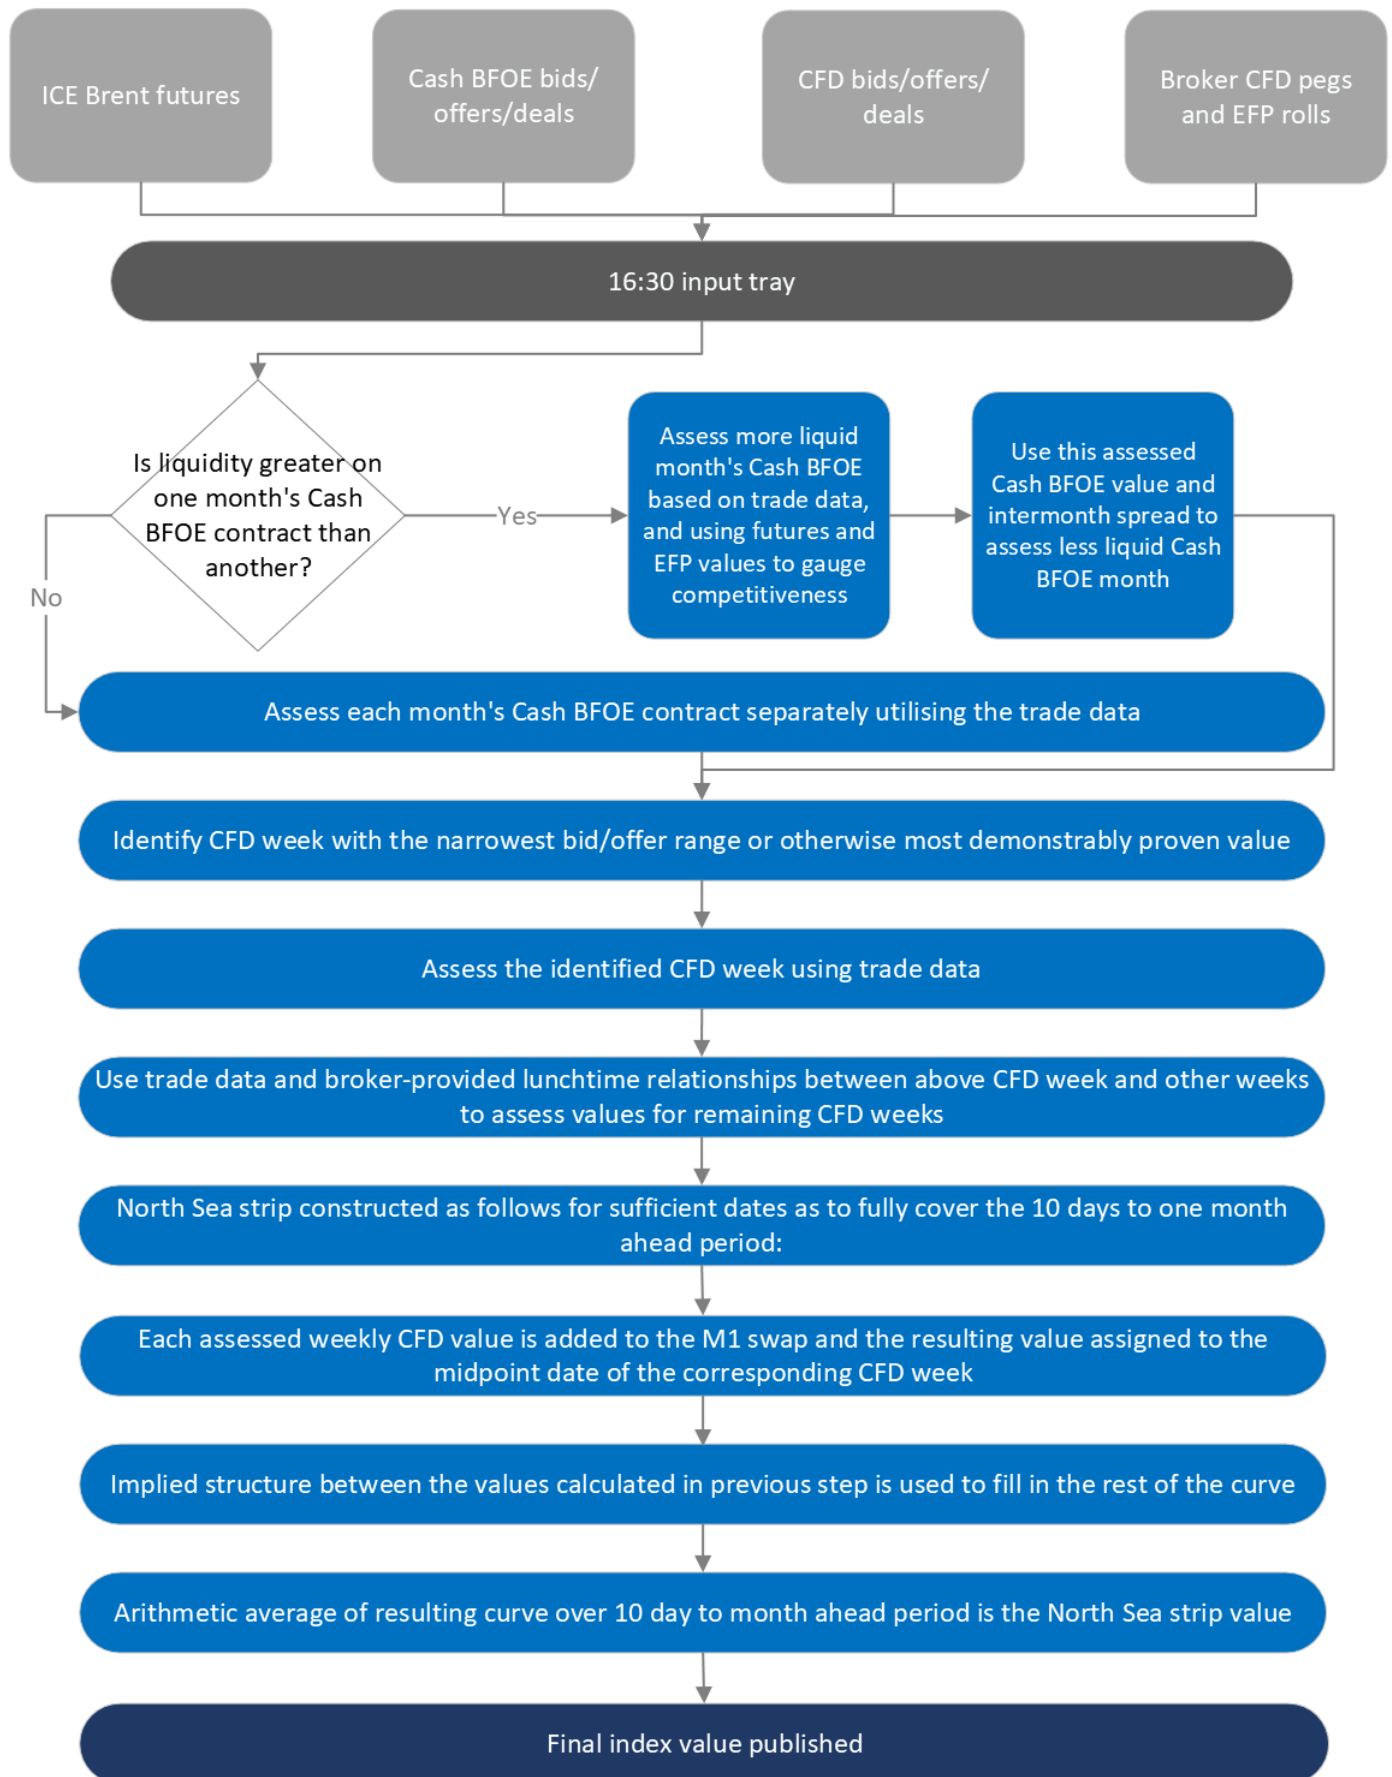 ICE Brent futures
Cash BFOE bids/
offers/deals
CFD bids/offers/
deals
Broker CFD pegs
and EFP rolls
16:30 input tray
Is liquidity greater on
one month's Cash
BFOE contract than
another?
Yes
Assess more liquid
month's Cash BFOE
based on trade data,
and using futures and
EFP values to gauge
competitiveness
Use this assessed
Cash BFOE value and
intermonth spread to
assess less liquid Cash
BFOE month
No
Assess each month's Cash BFOE contract separately utilising the trade data
Identify CFD week with the narrowest bid/offer range or otherwise most demonstrably proven value
Assess the identified CFD week using trade data
Use trade data and broker-provided lunchtime relationships between above CFD week and other weeks
to assess values for remaining CFD weeks
North Sea strip constructed as follows for sufficient dates as to fully cover the 10 days to one month
ahead period:
Each assessed weekly CFD value is added to the M1 swap and the resulting value assigned to the
midpoint date of the corresponding CFD week
Implied structure between the values calculated in previous step is used to fill in the rest of the curve
Arithmetic average of resulting curve over 10 day to month ahead period is the North Sea strip value
Final index value published